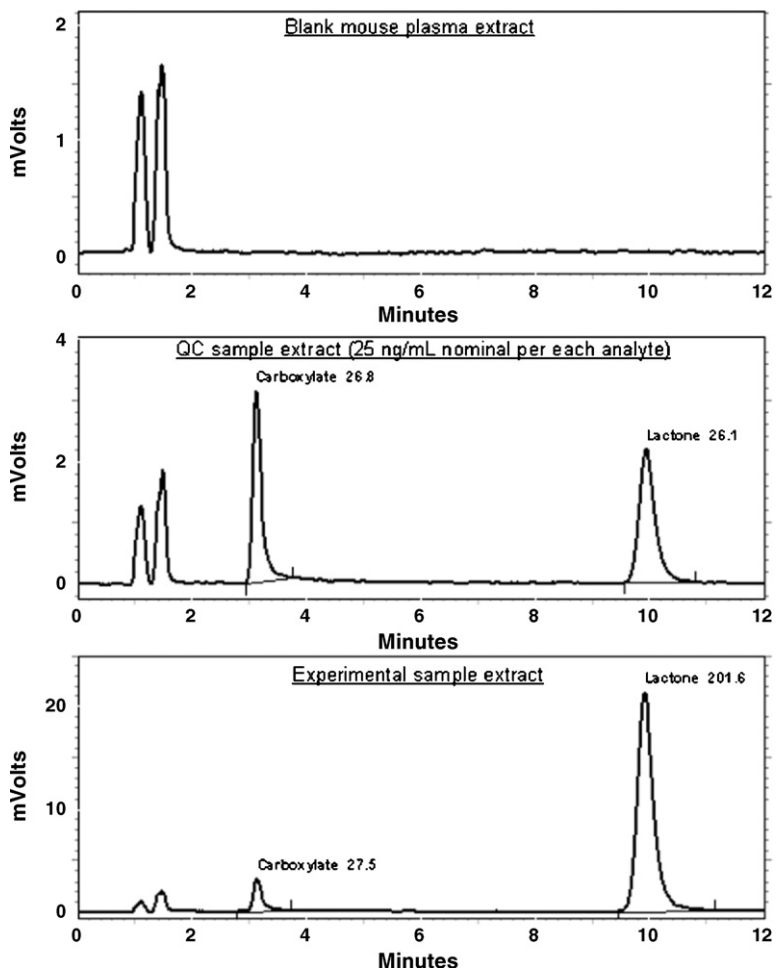 Blank mouse plasma extract
2
1
0
mVolts
0 2 4 6 8 10 12
Minutes
QC sample extract (25 ng/mL nominal per each analyte)
Carboxylate 26.8
Lactone 26.1
4
2
0
mVolts
0 2 4 6 8 10 12
Minutes
Experimental sample extract
Lactone 201.6
Carboxylate 27.5
20
10
0
mVolts
0 2 4 6 8 10 12
Minutes